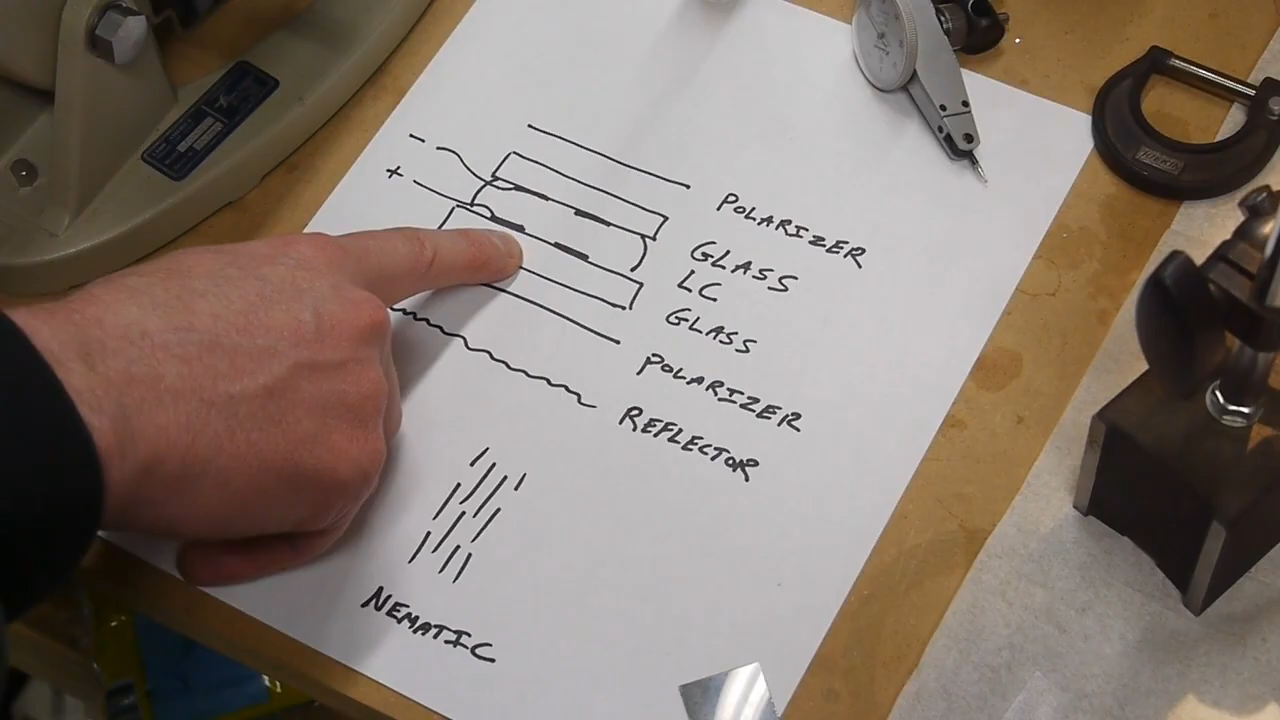 -
+
POLARIZER
GLASS
LC
GLASS
POLARIZER
REFLECTOR
NEMATIC